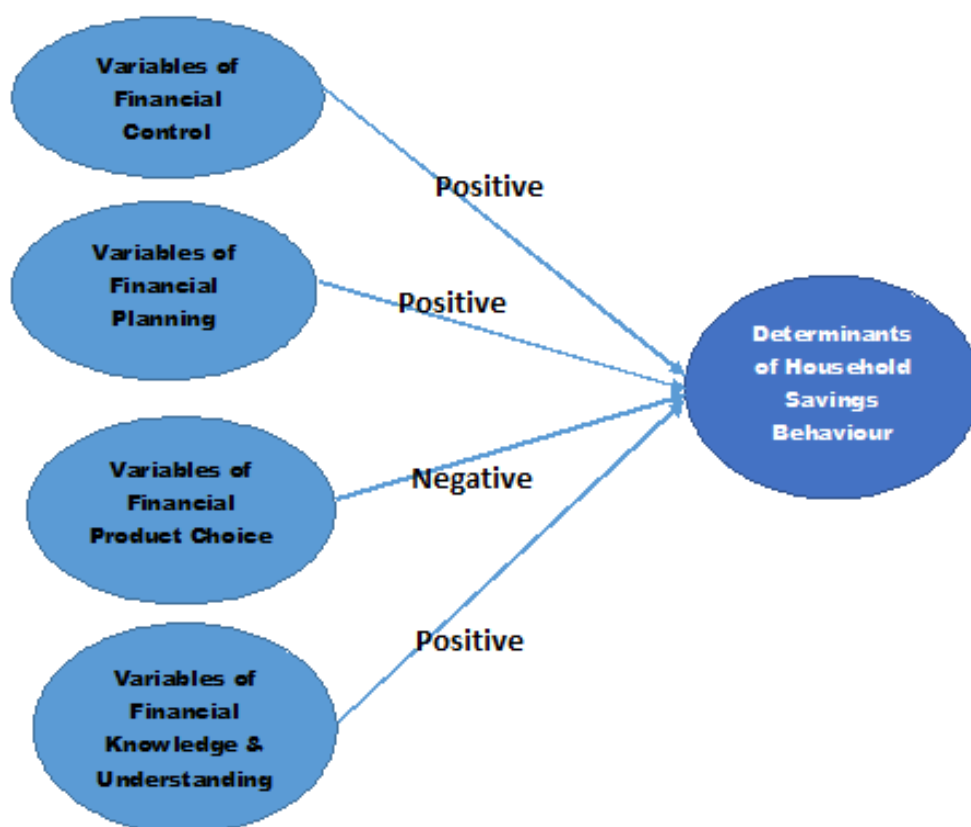 Variables of
Financial
Control
Positive
Variables of
Financial
Planning
Positive
Determinants
of Household
Savings
Behaviour
Variables of
Financial
Product Choice
Negative
Variables of
Financial
Knowledge &
Understanding
Positive